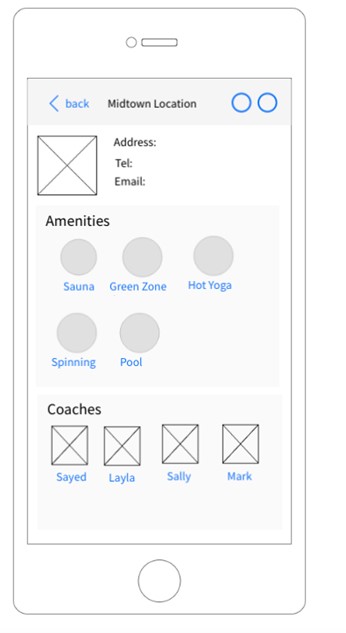 back Midtown Location
Address:
Tel:
Email:
Amenities
Sauna Green Zone Hot Yoga
Spinning Pool
Coaches
Sayed Layla Sally Mark